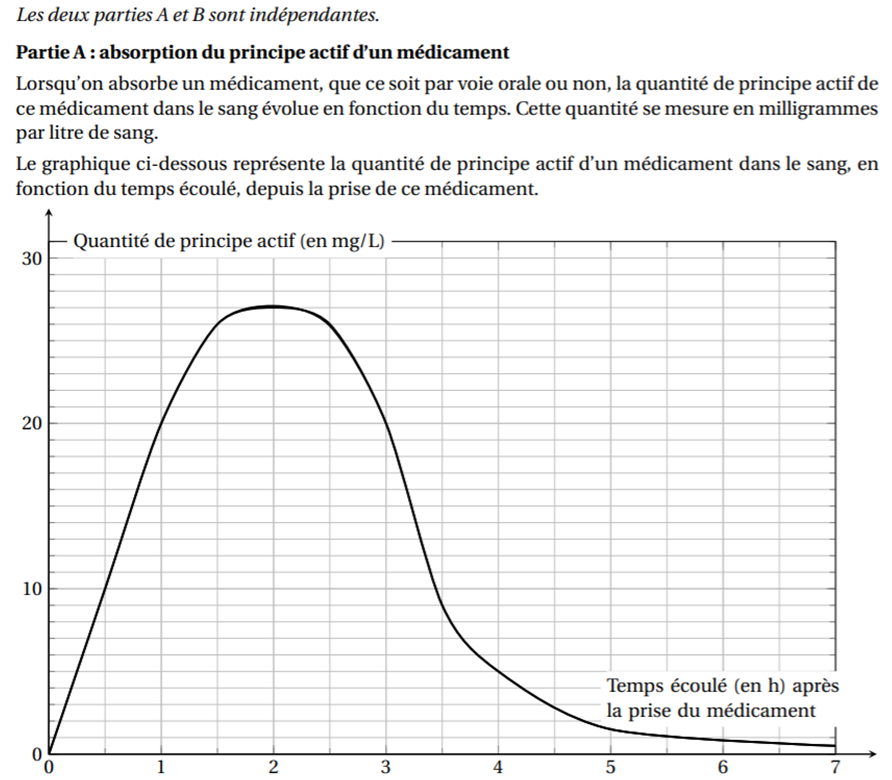 Les deux parties A et B sont indépendantes.
Partie A : absorption du principe actif d'un médicament
Lorsqu'on absorbe un médicament, que ce soit par voie orale ou non, la quantité de principe actif de
ce médicament dans le sang évolue en fonction du temps. Cette quantité se mesure en milligrammes
par litre de sang.
Le graphique ci-dessous représente la quantité de principe actif d'un médicament dans le sang, en
fonction du temps écoulé, depuis la prise de ce médicament.
Quantité de principe actif (en mg/L)
30
20
10
Temps écoulé (en h) après
la prise du médicament
0
0 1 2 3 4 5 6 7